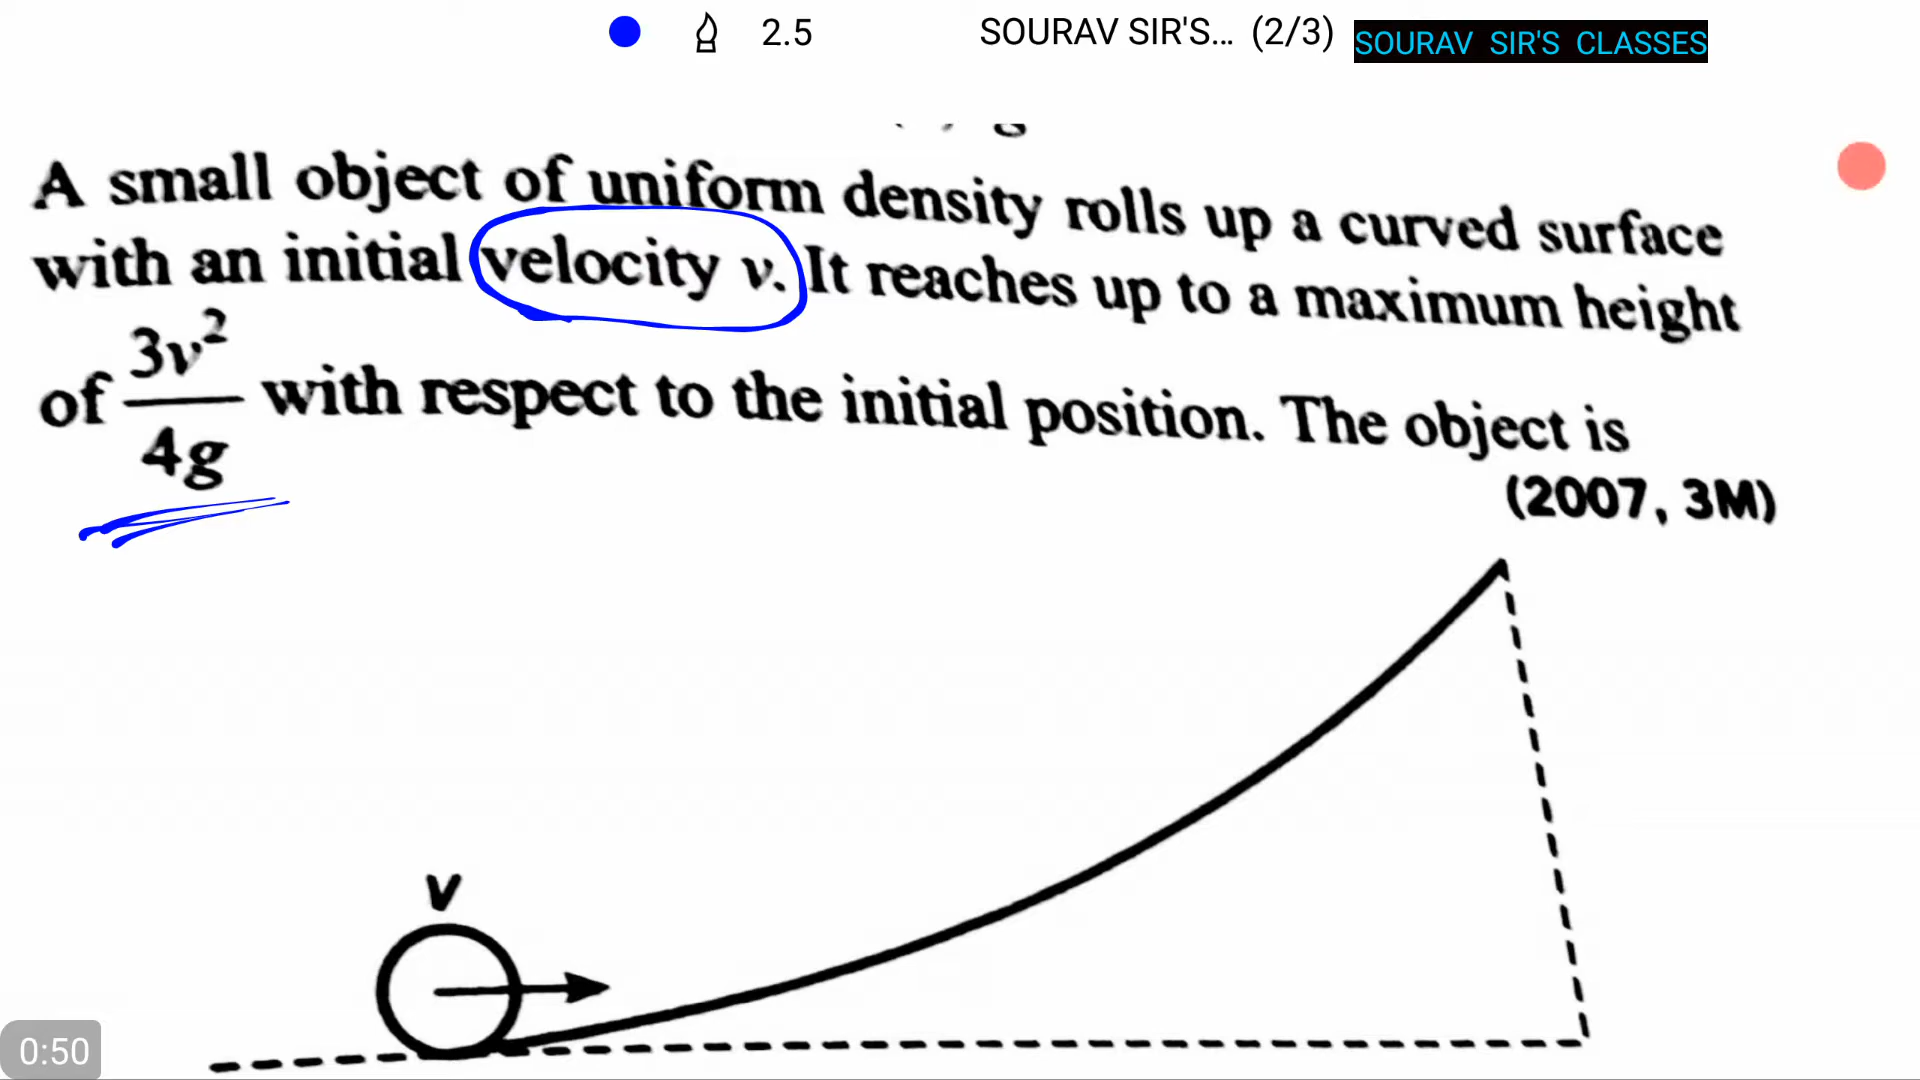 2.5 SOURAV SIR'S... (2/3) SOURAV SIR'S CLASSES
A small object of uniform density rolls up a curved surface
with an initial velocity v. It reaches up to a maximum height
of 3v²/4g with respect to the initial position. The object is
(2007, 3M)
v
0:50